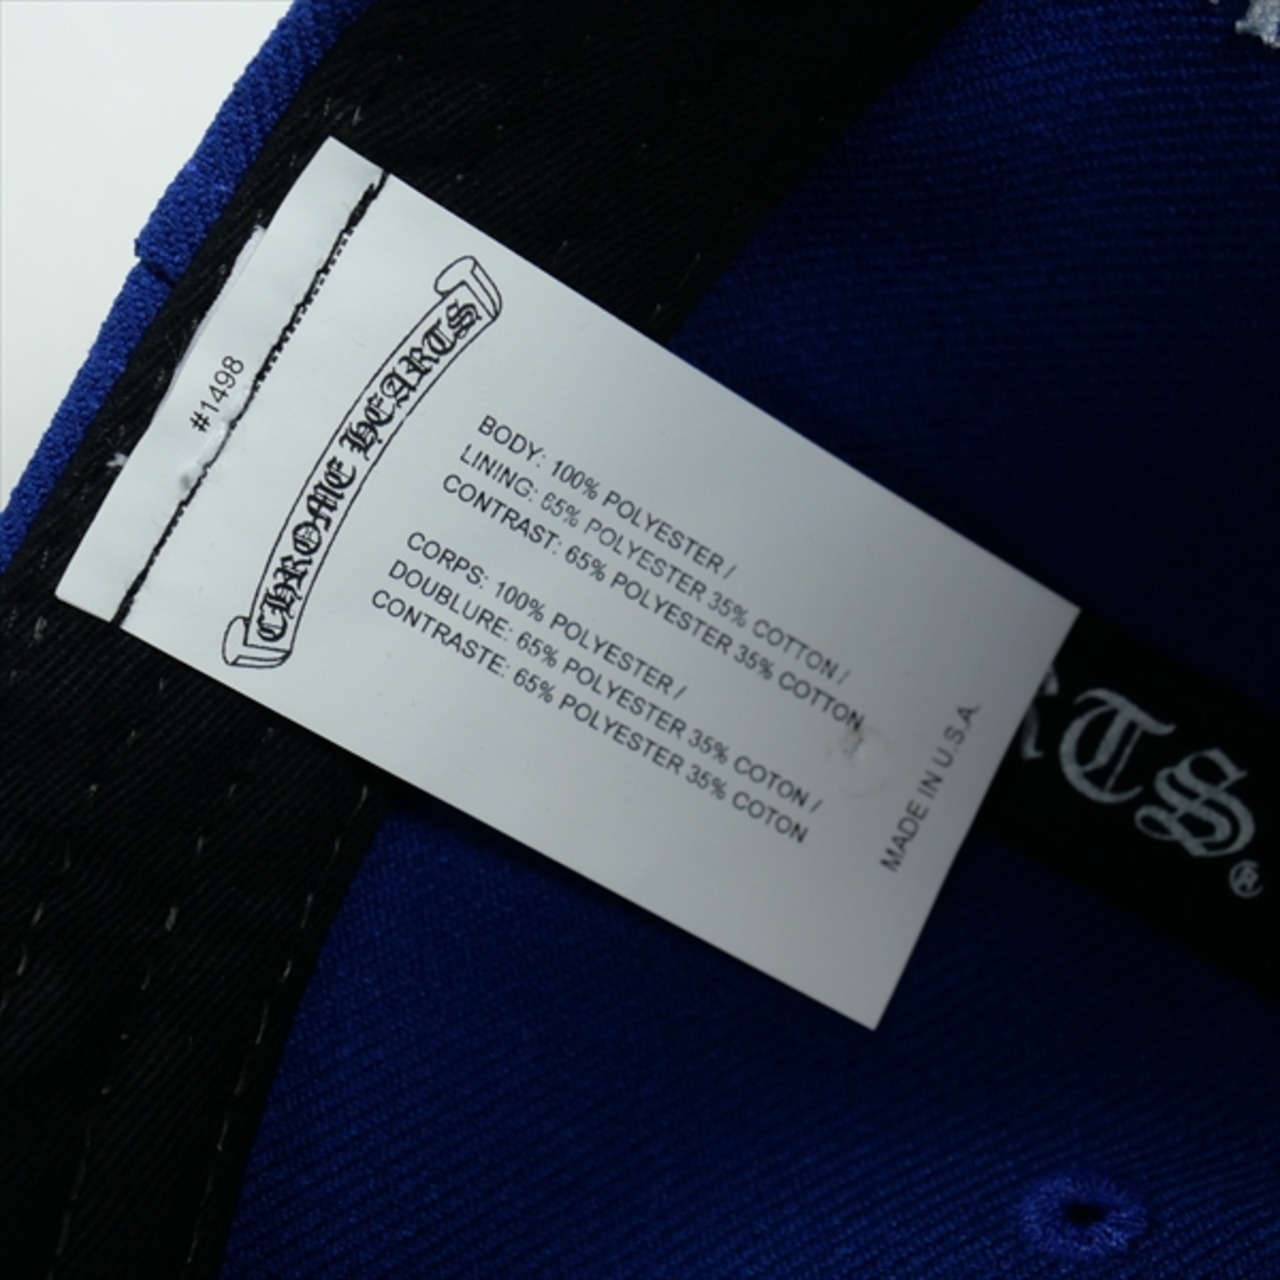 #1498
CHROME HEARTS
BODY: 100% POLYESTER /
LINING: 65% POLYESTER 35% COTTON /
CONTRAST: 65% POLYESTER 35% COTTON
CORPS: 100% POLYESTER /
DOUBLURE: 65% POLYESTER 35% COTON /
CONTRASTE: 65% POLYESTER 35% COTON
MADE IN U.S.A.
RTS®